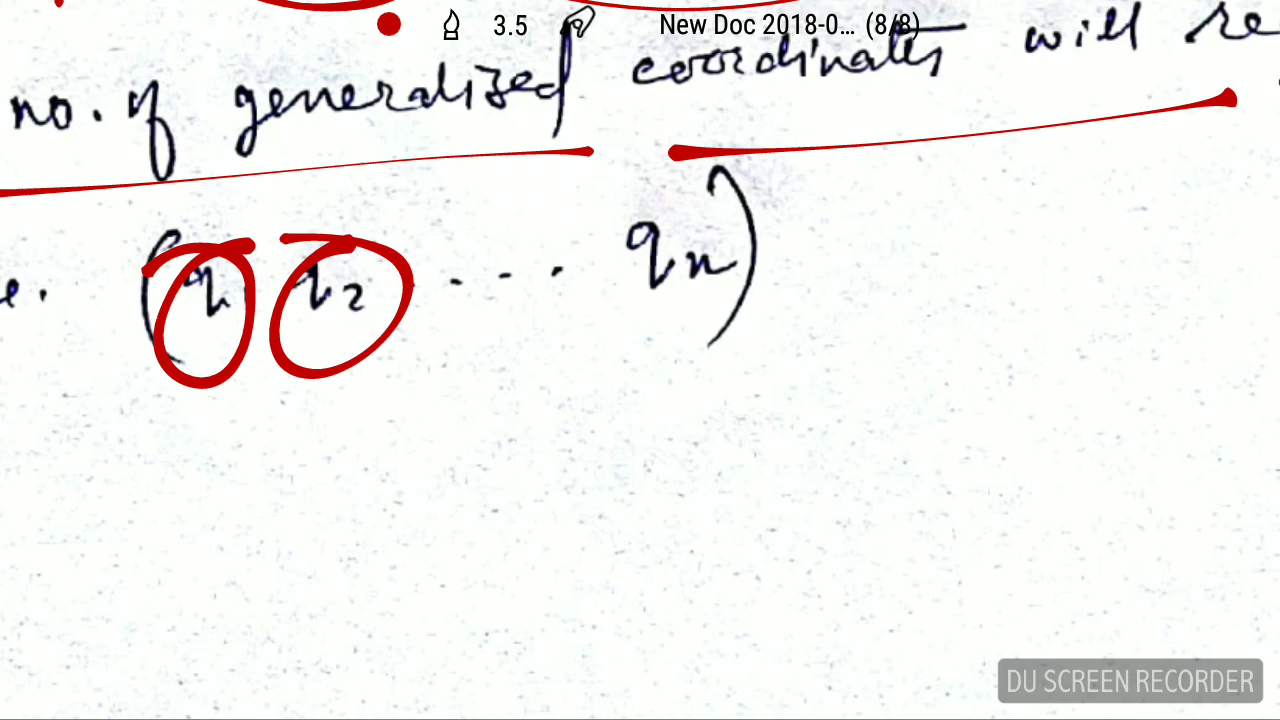 3.5 New Doc 2018-0... (8/8)
no. of generalized coordinates will re
e. (q1 q2 ... qn)
DU SCREEN RECORDER